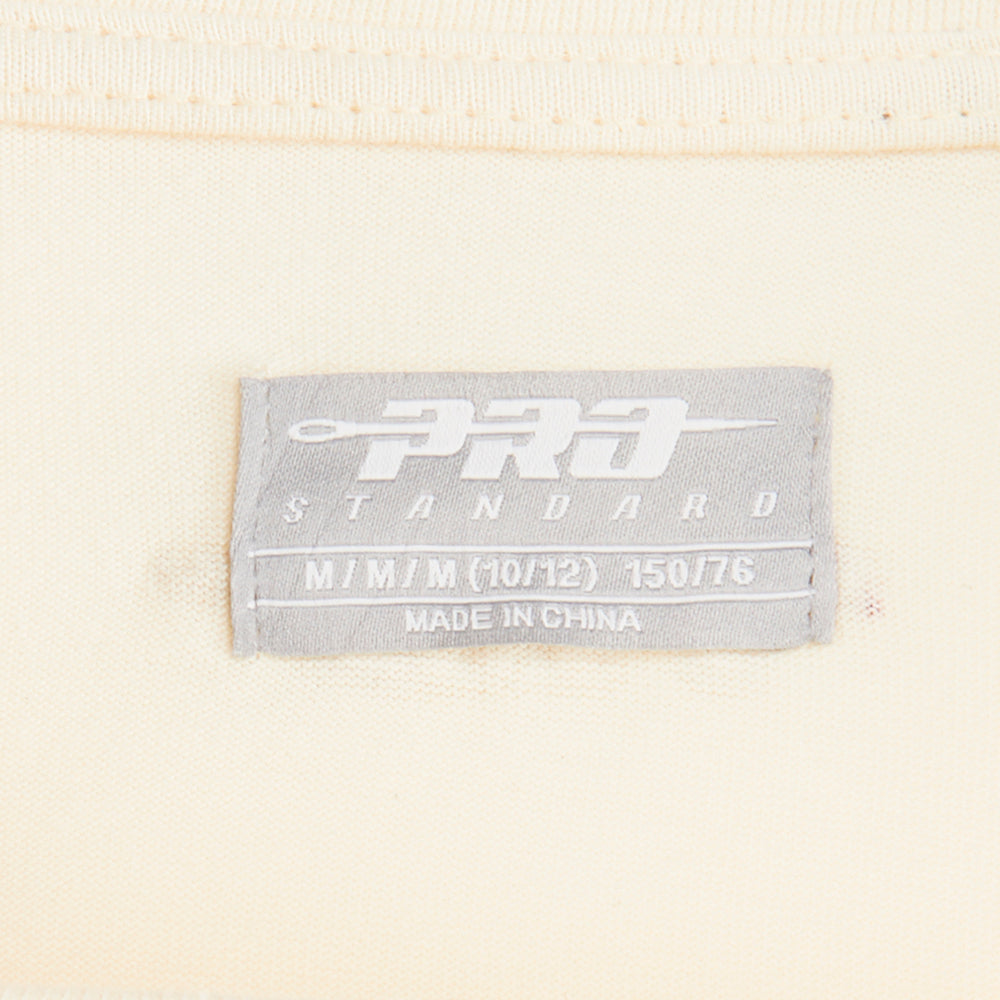 PRO
STANDARD
M/M/M (10/12) 150/76
MADE IN CHINA